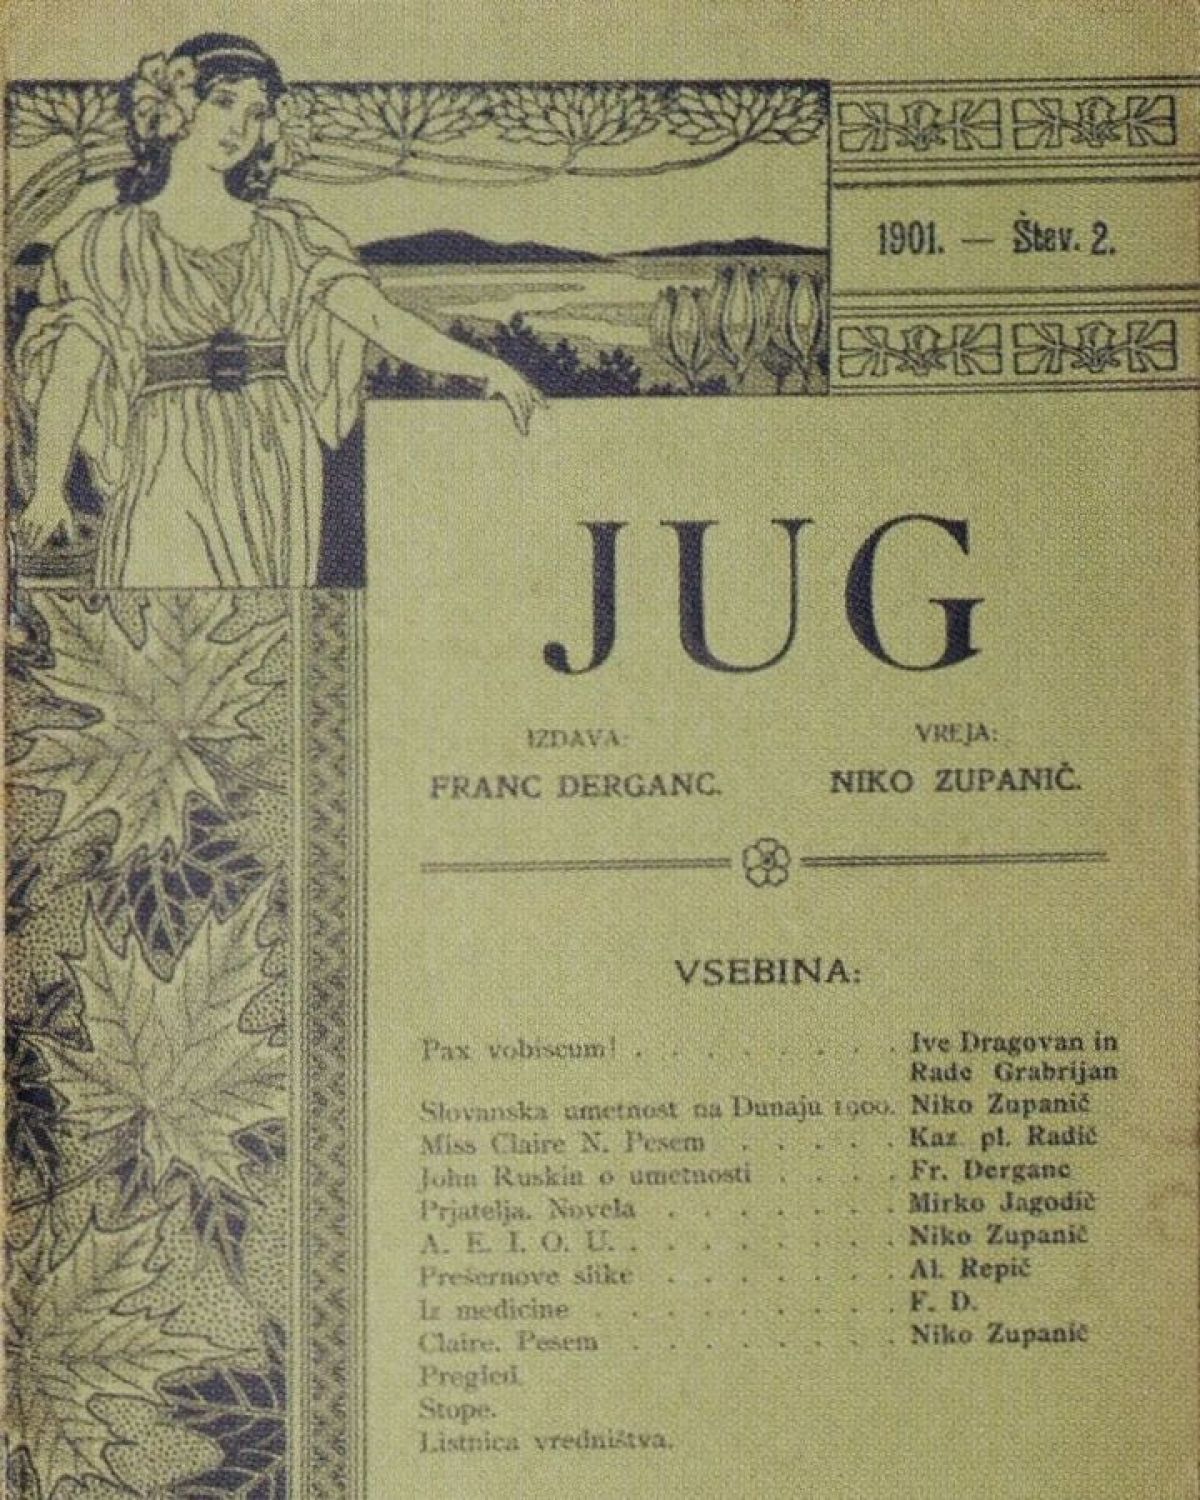 1901. — Štev. 2.
JUG
IZDAVA: VREJA:
FRANC DERGANC. NIKO ZUPANIČ.
VSEBINA:
Pax vobiscum! . . . . . . . . Ive Dragovan in
Rade Grabrijan
Slovanska umetnost na Dunaju 1900. Niko Zupanič
Miss Claire N. Pesem . . . . . Kaz. pl. Radič
John Ruskin o umetnosti . . . . Fr. Derganc
Prjatelja. Novela . . . . . . . Mirko Jagodič
A. E. I. O. U. . . . . . . . . Niko Zupanič
Prešernove slike . . . . . . . Al. Repič
Iz medicine . . . . . . . . . F. D.
Claire. Pesem . . . . . . . . Niko Zupanič
Pregled.
Stope.
Listnica vredništva.